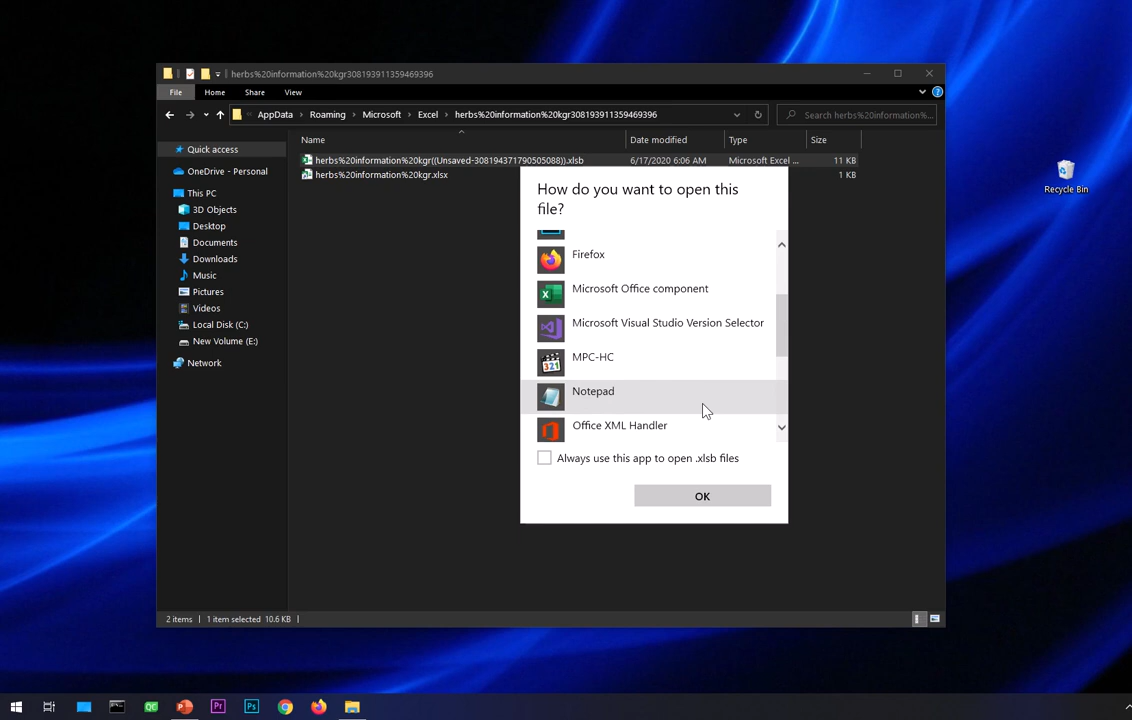 herbs%20information%20kgr308193911359469396
File Home Share View
AppData Roaming Microsoft Excel herbs%20information%20kgr308193911359469396
Search herbs%20information%...
Name Date modified Type Size
herbs%20information%20kgr((Unsaved-308194371790505088)).xlsb 6/17/2020 6:06 AM Microsoft Excel ... 11 KB
herbs%20information%20kgr.xlsx 1 KB
Quick access
OneDrive - Personal
This PC
3D Objects
Desktop
Documents
Downloads
Music
Pictures
Videos
Local Disk (C:)
New Volume (E:)
Network
How do you want to open this
file?
Firefox
Microsoft Office component
Microsoft Visual Studio Version Selector
321
MPC-HC
Notepad
Office XML Handler
Always use this app to open .xlsb files
OK
2 items 1 item selected 10.6 KB
Recycle Bin
QC Pr Ps